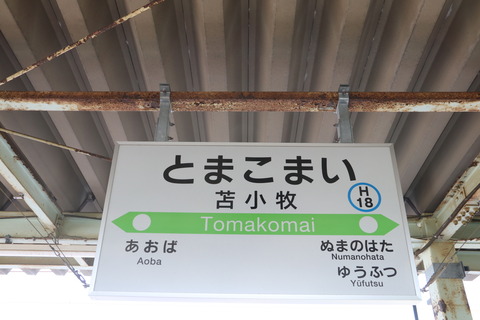 とまこまい
苫小牧
H
18
Tomakomai
あおば
Aoba
ぬまのはた
Numanohata
ゆうふつ
Yūfutsu